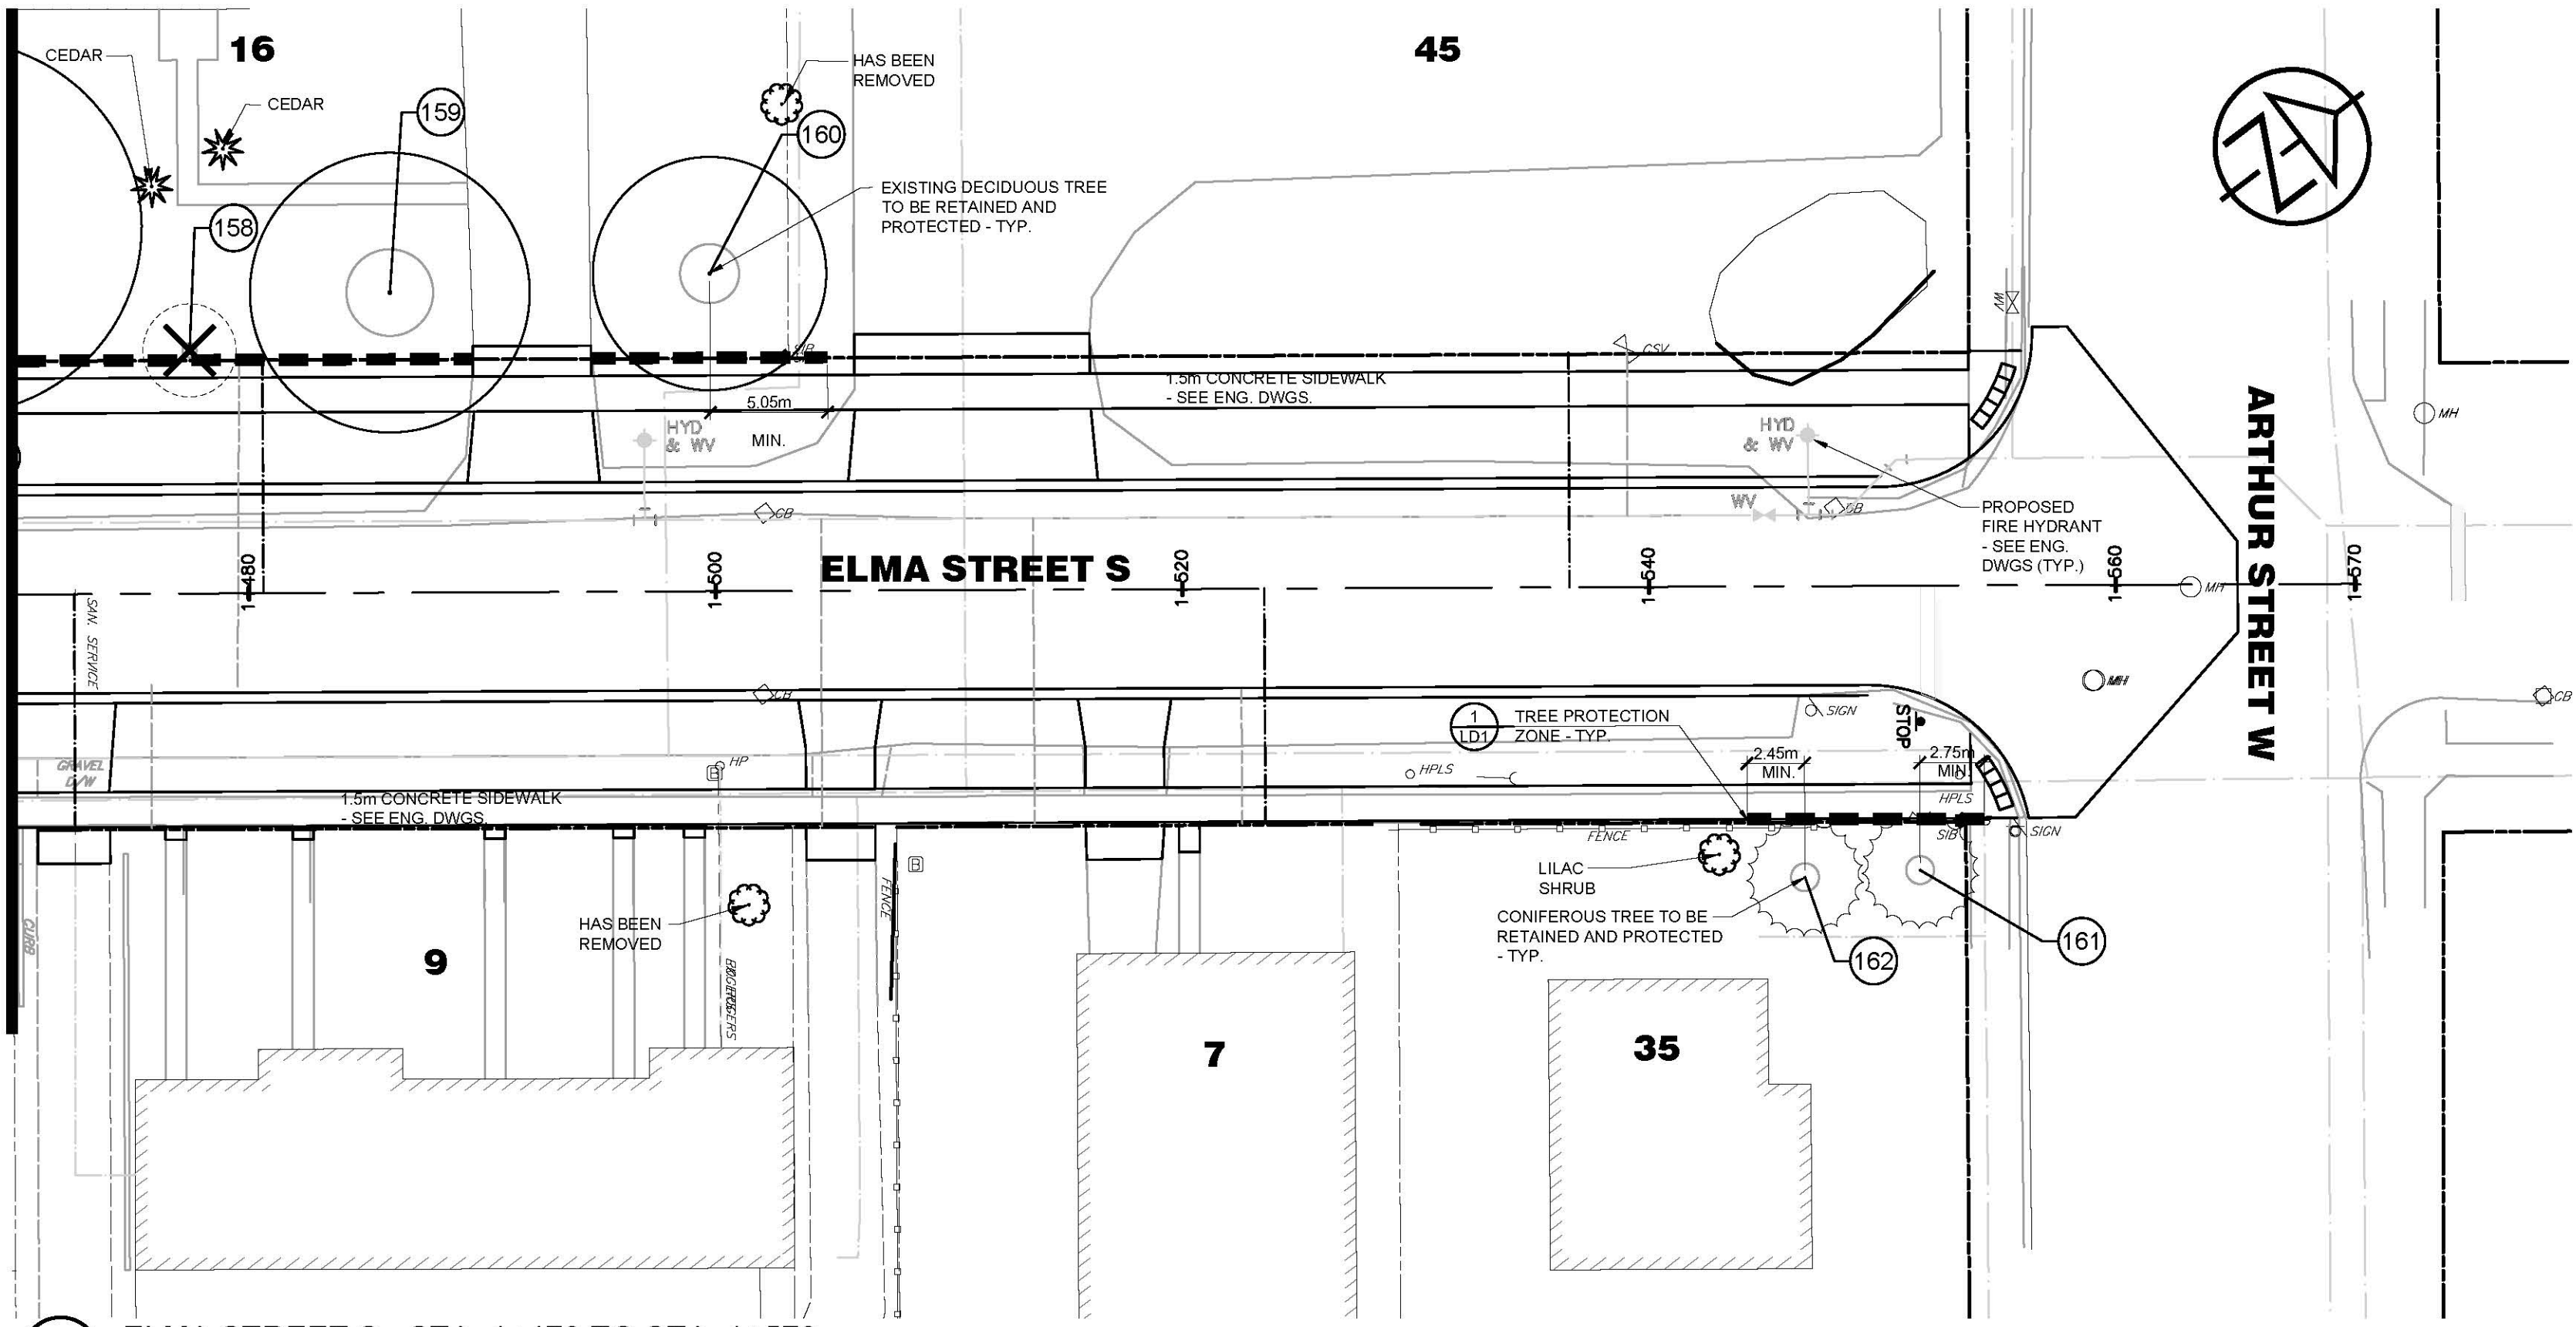 16
45
CEDAR
CEDAR
HAS BEEN
REMOVED
159
160
158
EXISTING DECIDUOUS TREE
TO BE RETAINED AND
PROTECTED - TYP.
SIB
CSV
WV
1.5m CONCRETE SIDEWALK
- SEE ENG. DWGS.
5.05m
MIN.
HYD
& WV
HYD
& WV
WV
CB
CB
PROPOSED
FIRE HYDRANT
- SEE ENG.
DWGS (TYP.)
MH
ARTHUR STREET W
ELMA STREET S
1+480
1+500
1+520
1+540
1+560
1+570
MH
MH
CB
SAN. SERVICE
CB
1
LD1
TREE PROTECTION
ZONE - TYP.
SIGN
STOP
2.45m
MIN.
2.75m
MIN.
GRAVEL
D/W
HP
B
HPLS
HPLS
1.5m CONCRETE SIDEWALK
- SEE ENG. DWGS.
FENCE
SIB
SIGN
B
FENCE
LILAC
SHRUB
HAS BEEN
REMOVED
CONIFEROUS TREE TO BE
RETAINED AND PROTECTED
- TYP.
161
162
CURB
9
7
35